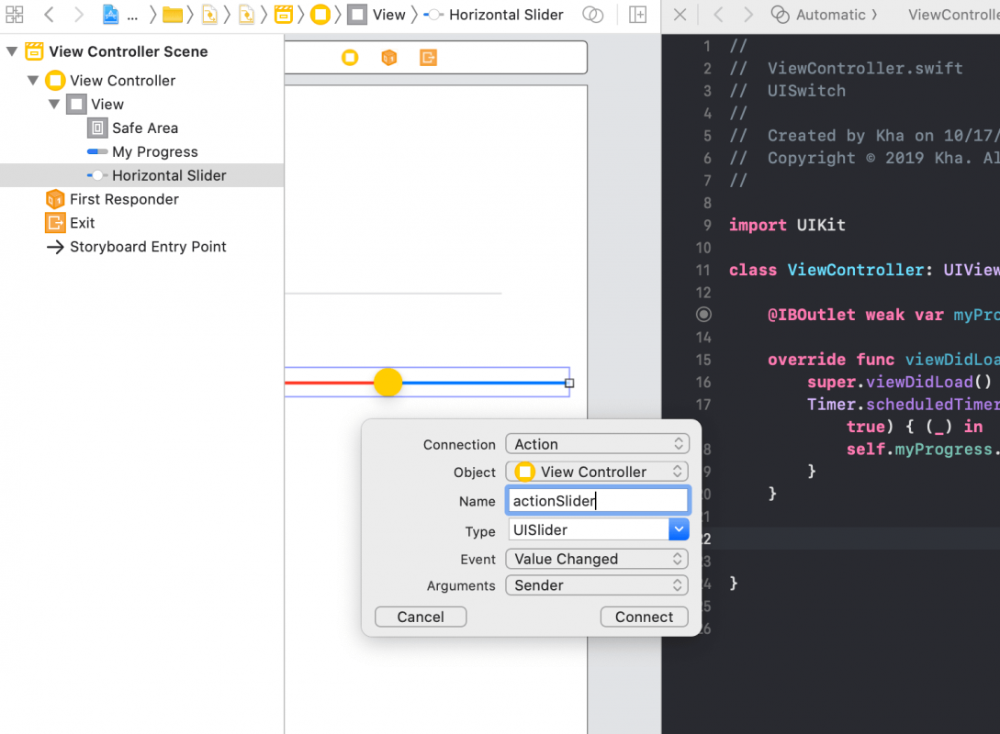 ... View Horizontal Slider
Automatic ViewControlle
View Controller Scene
View Controller
View
Safe Area
My Progress
Horizontal Slider
First Responder
Exit
Storyboard Entry Point
Connection Action
Object View Controller
Name actionSlider
Type UISlider
Event Value Changed
Arguments Sender
Cancel Connect
1 //
2 // ViewController.swift
3 // UISwitch
4 //
5 // Created by Kha on 10/17/
6 // Copyright © 2019 Kha. Al
7 //
8
9 import UIKit
10
11 class ViewController: UIView
12
@IBOutlet weak var myPro
14
15 override func viewDidLoa
16 super.viewDidLoad()
17 Timer.scheduledTimer
true) { (_) in
8 self.myProgress.
9 }
20 }
21
22
23
24 }
25
26